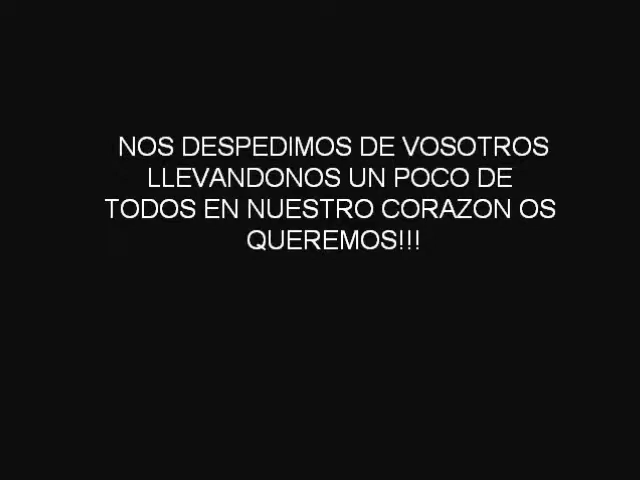 NOS DESPEDIMOS DE VOSOTROS
LLEVANDONOS UN POCO DE
TODOS EN NUESTRO CORAZON OS
QUEREMOS!!!